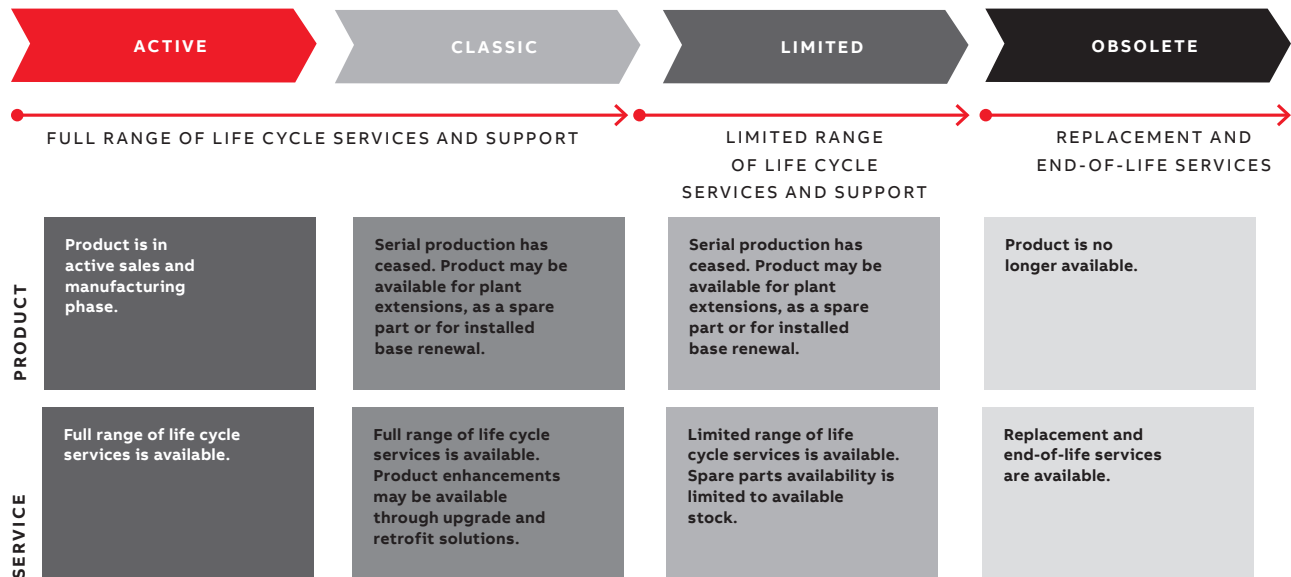 ACTIVE
CLASSIC
LIMITED
OBSOLETE
FULL RANGE OF LIFE CYCLE SERVICES AND SUPPORT
LIMITED RANGE
OF LIFE CYCLE
SERVICES AND SUPPORT
REPLACEMENT AND
END-OF-LIFE SERVICES
PRODUCT
Product is in
active sales and
manufacturing
phase.
Serial production has
ceased. Product may be
available for plant
extensions, as a spare
part or for installed
base renewal.
Serial production has
ceased. Product may be
available for plant
extensions, as a spare
part or for installed
base renewal.
Product is no
longer available.
SERVICE
Full range of life cycle
services is available.
Full range of life cycle
services is available.
Product enhancements
may be available
through upgrade and
retrofit solutions.
Limited range of life
cycle services is available.
Spare parts availability is
limited to available
stock.
Replacement and
end-of-life services
are available.